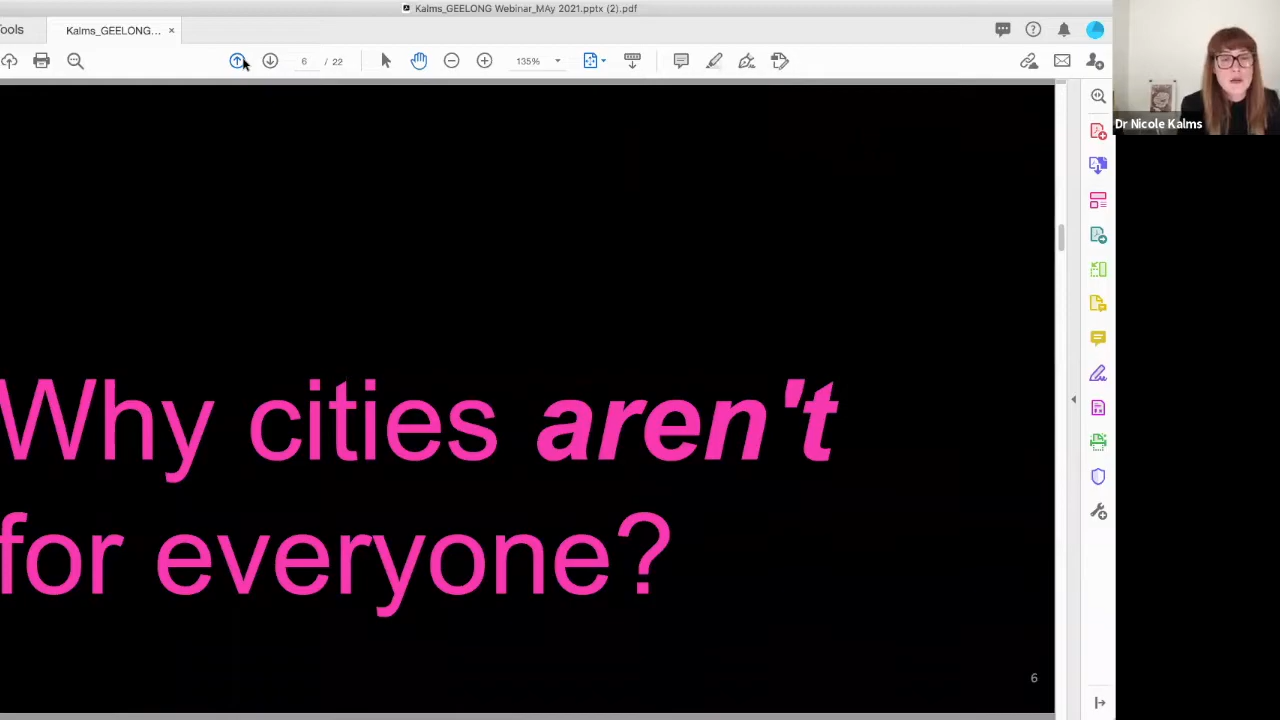 Kalms_GEELONG Webinar_MAy 2021.pptx (2).pdf
ools
Kalms_GEELONG... ×
6 / 22
135%
Dr Nicole Kalms
Why cities aren't
for everyone?
6